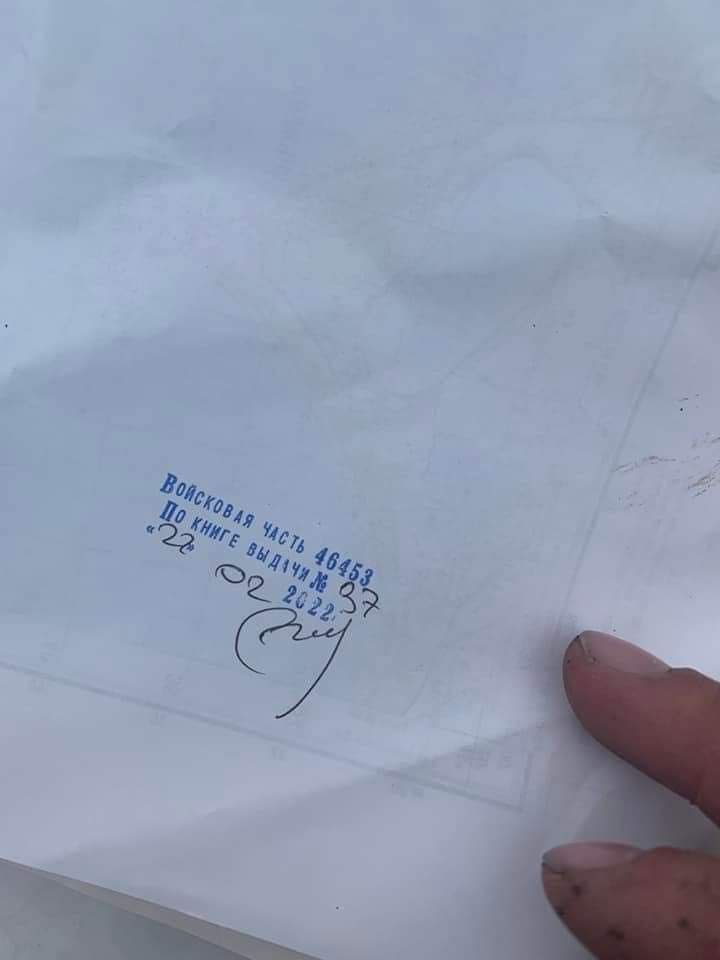 Войсковая часть 46453
По книге выдачи № 37
«22» 02 2022